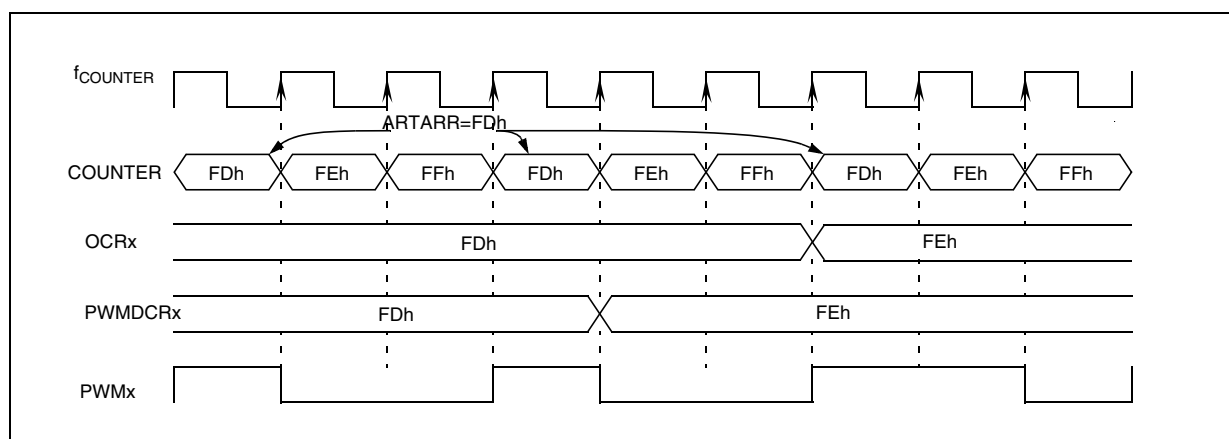 fCOUNTER
ARTARR=FDh
COUNTER FDh FEh FFh FDh FEh FFh FDh FEh FFh
OCRx FDh FEh
PWMDCRx FDh FEh
PWMx